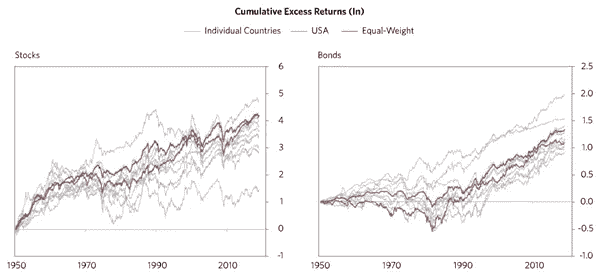 Cumulative Excess Returns (ln)
Individual Countries USA Equal-Weight
Stocks
6
5
4
3
2
1
0
-1
1950 1970 1990 2010
Bonds
2.5
2.0
1.5
1.0
0.5
0.0
-0.5
-1.0
1950 1970 1990 2010